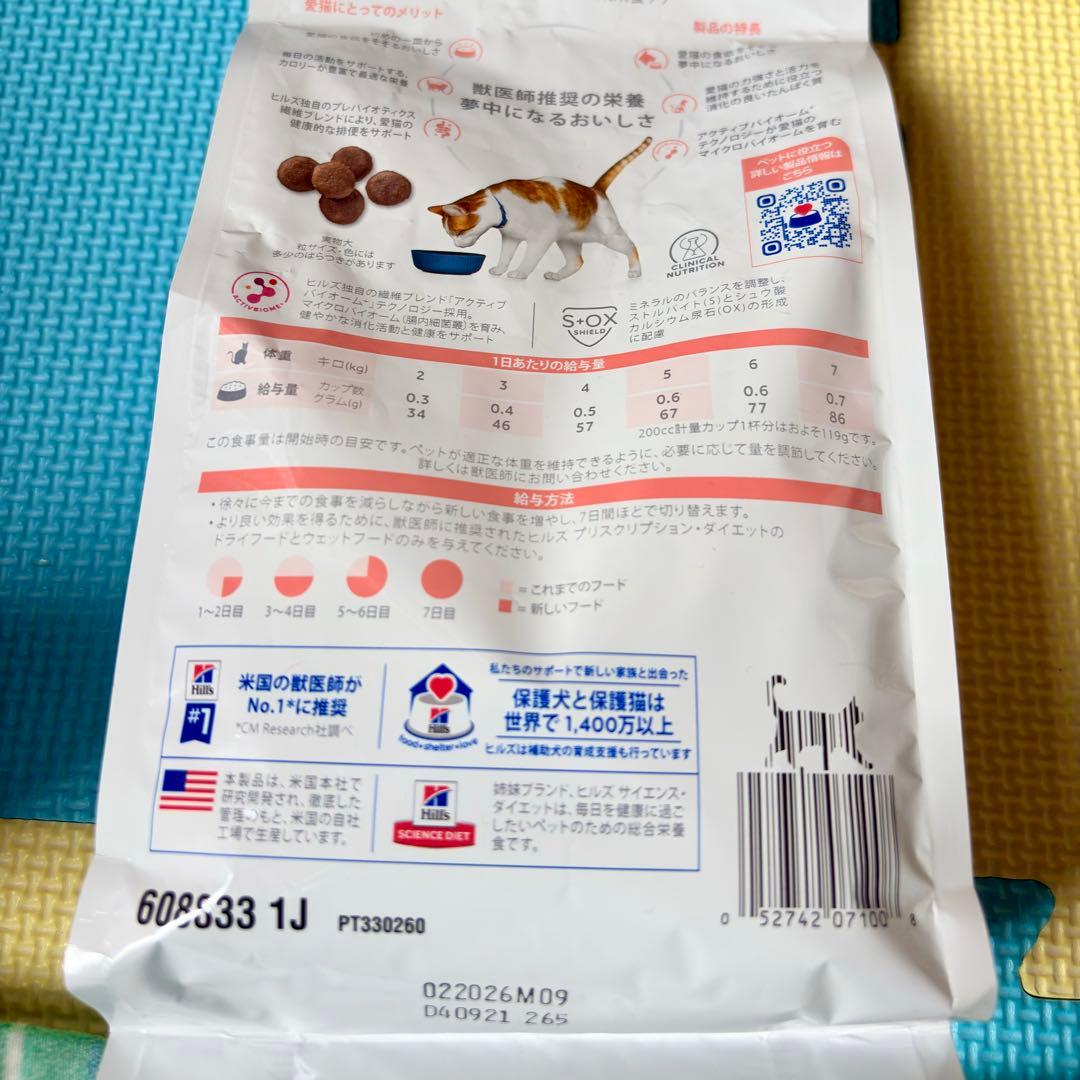 愛猫にとってのメリット
製品の特長
毎日の活動をサポートする、
カロリーが豊富で最適な栄養
ヒルズ独自のプレバイオティクス
繊維ブレンドにより、愛猫の
健康的な排便をサポート
獣医師推奨の栄養
夢中になるおいしさ
夢中になるおいしさ
愛猫の力強さと活力を
維持するために役立つ
消化の良いたんぱく質
アクティブバイオーム+
テクノロジーが愛猫の
マイクロバイオームを育む
ペットに役立つ
詳しい製品情報は
こちら
実物大
粒サイズ・色には
多少のばらつきがあります
CLINICAL
NUTRITION
ACTIVBIOME+
ヒルズ独自の繊維ブレンド「アクティブ
バイオーム+」テクノロジー採用。
マイクロバイオーム(腸内細菌叢)を育み、
健やかな消化活動と健康をサポート
S+OX
SHIELD
ミネラルのバランスを調整し、
ストルバイト(S)とシュウ酸
カルシウム尿石(OX)の形成
に配慮
1日あたりの給与量
体重 キロ(kg) 2 3 4 5 6 7
給与量 カップ数 0.3 0.4 0.5 0.6 0.6 0.7
グラム(g) 34 46 57 67 77 86
200cc計量カップ1杯分はおよそ119gです。
この食事量は開始時の目安です。ペットが適正な体重を維持できるように、必要に応じて量を調節してください。
詳しくは獣医師にお問い合わせください。
給与方法
・徐々に今までの食事を減らしながら新しい食事を増やし、7日間ほどで切り替えます。
・より良い効果を得るために、獣医師に推奨されたヒルズ プリスクリプション・ダイエットの
ドライフードとウェットフードのみを与えてください。
1~2日目 3~4日目 5~6日目 7日目
=これまでのフード
=新しいフード
Hill's
#1
米国の獣医師が
No.1*に推奨
*CM Research社調べ
Hill's
food•shelter•love
私たちのサポートで新しい家族と出会った
保護犬と保護猫は
世界で1,400万以上
ヒルズは補助犬の育成支援も行っています
本製品は、米国本社で
研究開発され、徹底した
管理のもと、米国の自社
工場で生産しています。
Hill's
SCIENCE DIET
姉妹ブランド、ヒルズ サイエンス・
ダイエットは、毎日を健康に過ご
したいペットのための総合栄養
食です。
608833 1J PT330260
0 52742 07100 8
022026M09
D40921 265